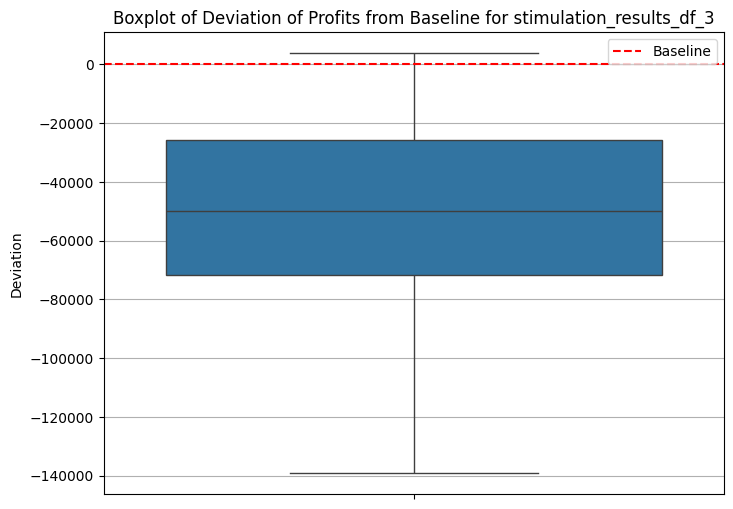 Boxplot of Deviation of Profits from Baseline for stimulation_results_df_3
Baseline
0
−20000
−40000
−60000
−80000
−100000
−120000
−140000
Deviation